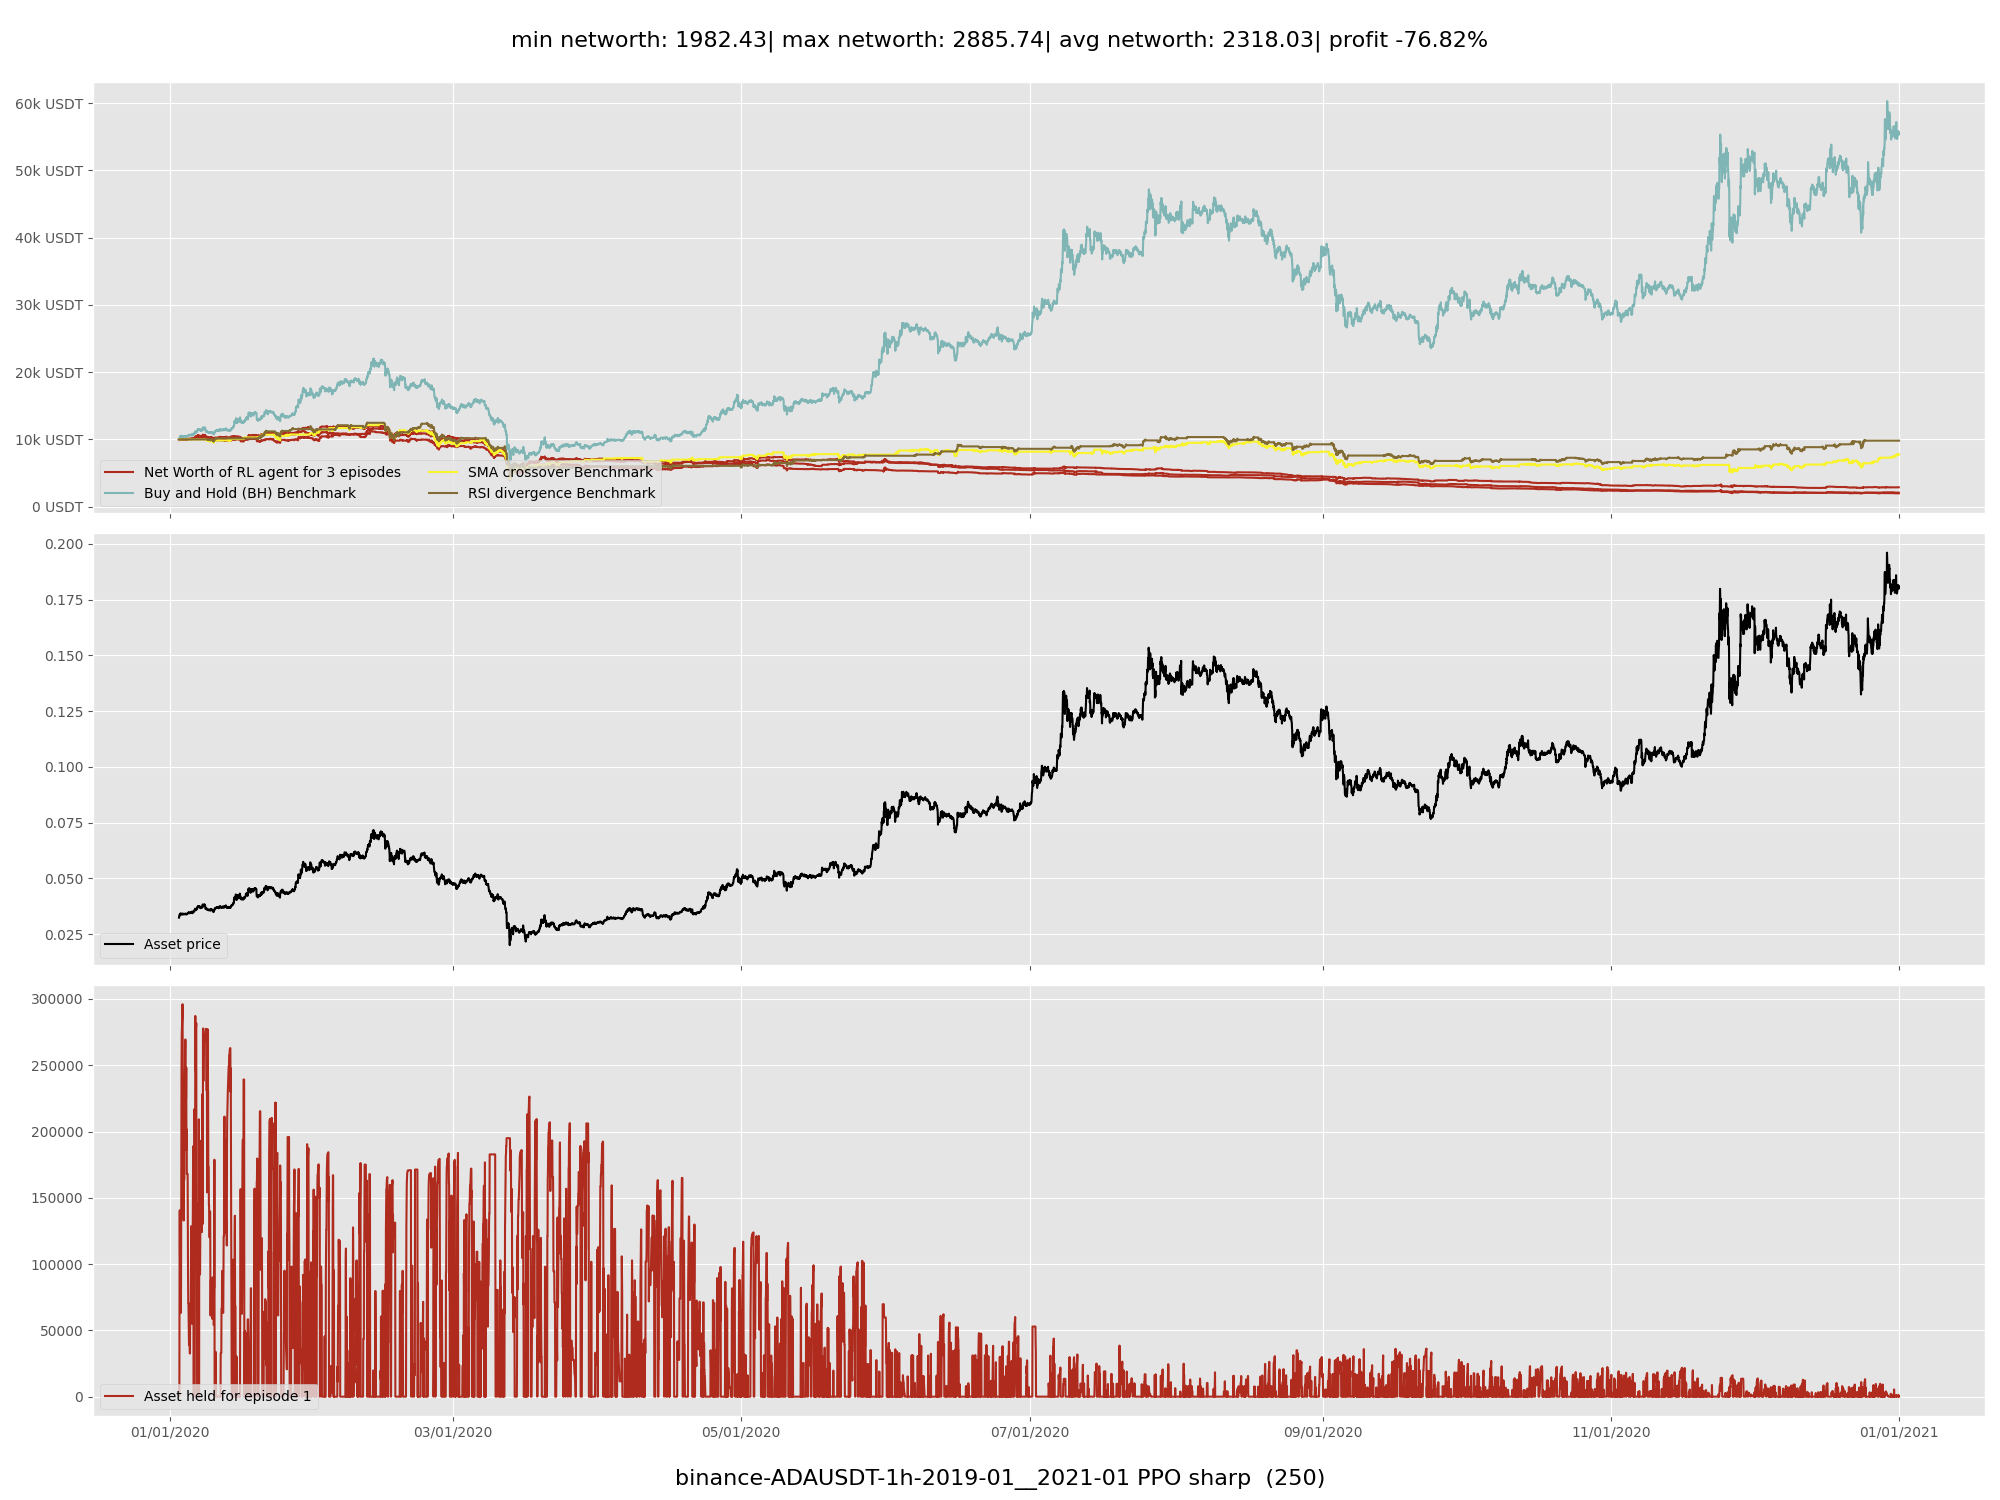 min networth: 1982.43| max networth: 2885.74| avg networth: 2318.03| profit -76.82%
60k USDT
50k USDT
40k USDT
30k USDT
20k USDT
10k USDT
0 USDT
Net Worth of RL agent for 3 episodes
Buy and Hold (BH) Benchmark
SMA crossover Benchmark
RSI divergence Benchmark
0.200
0.175
0.150
0.125
0.100
0.075
0.050
0.025
Asset price
300000
250000
200000
150000
100000
50000
0
Asset held for episode 1
01/01/2020 03/01/2020 05/01/2020 07/01/2020 09/01/2020 11/01/2020 01/01/2021
binance-ADAUSDT-1h-2019-01__2021-01 PPO sharp  (250)